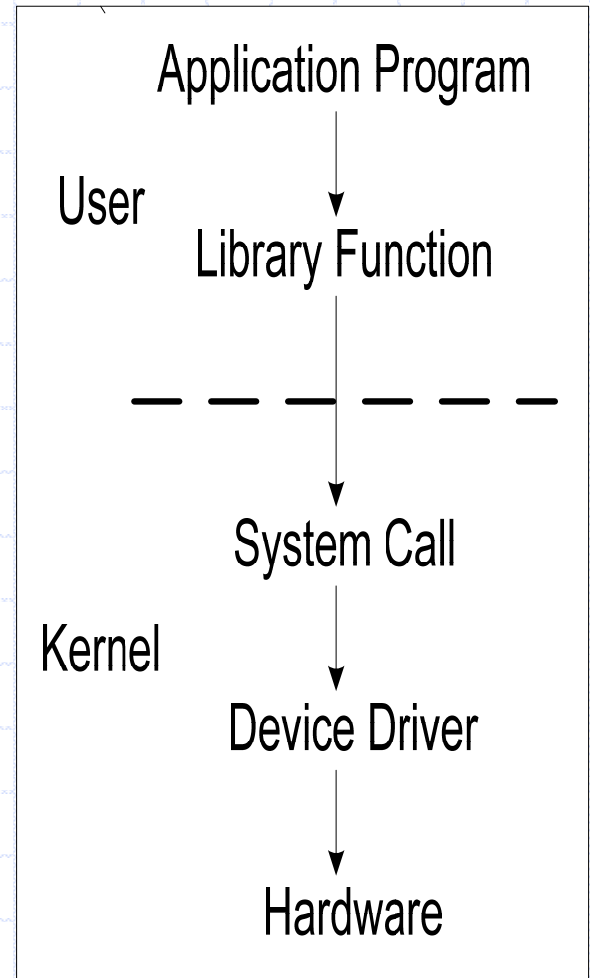 Application Program
User
Library Function
System Call
Kernel
Device Driver
Hardware